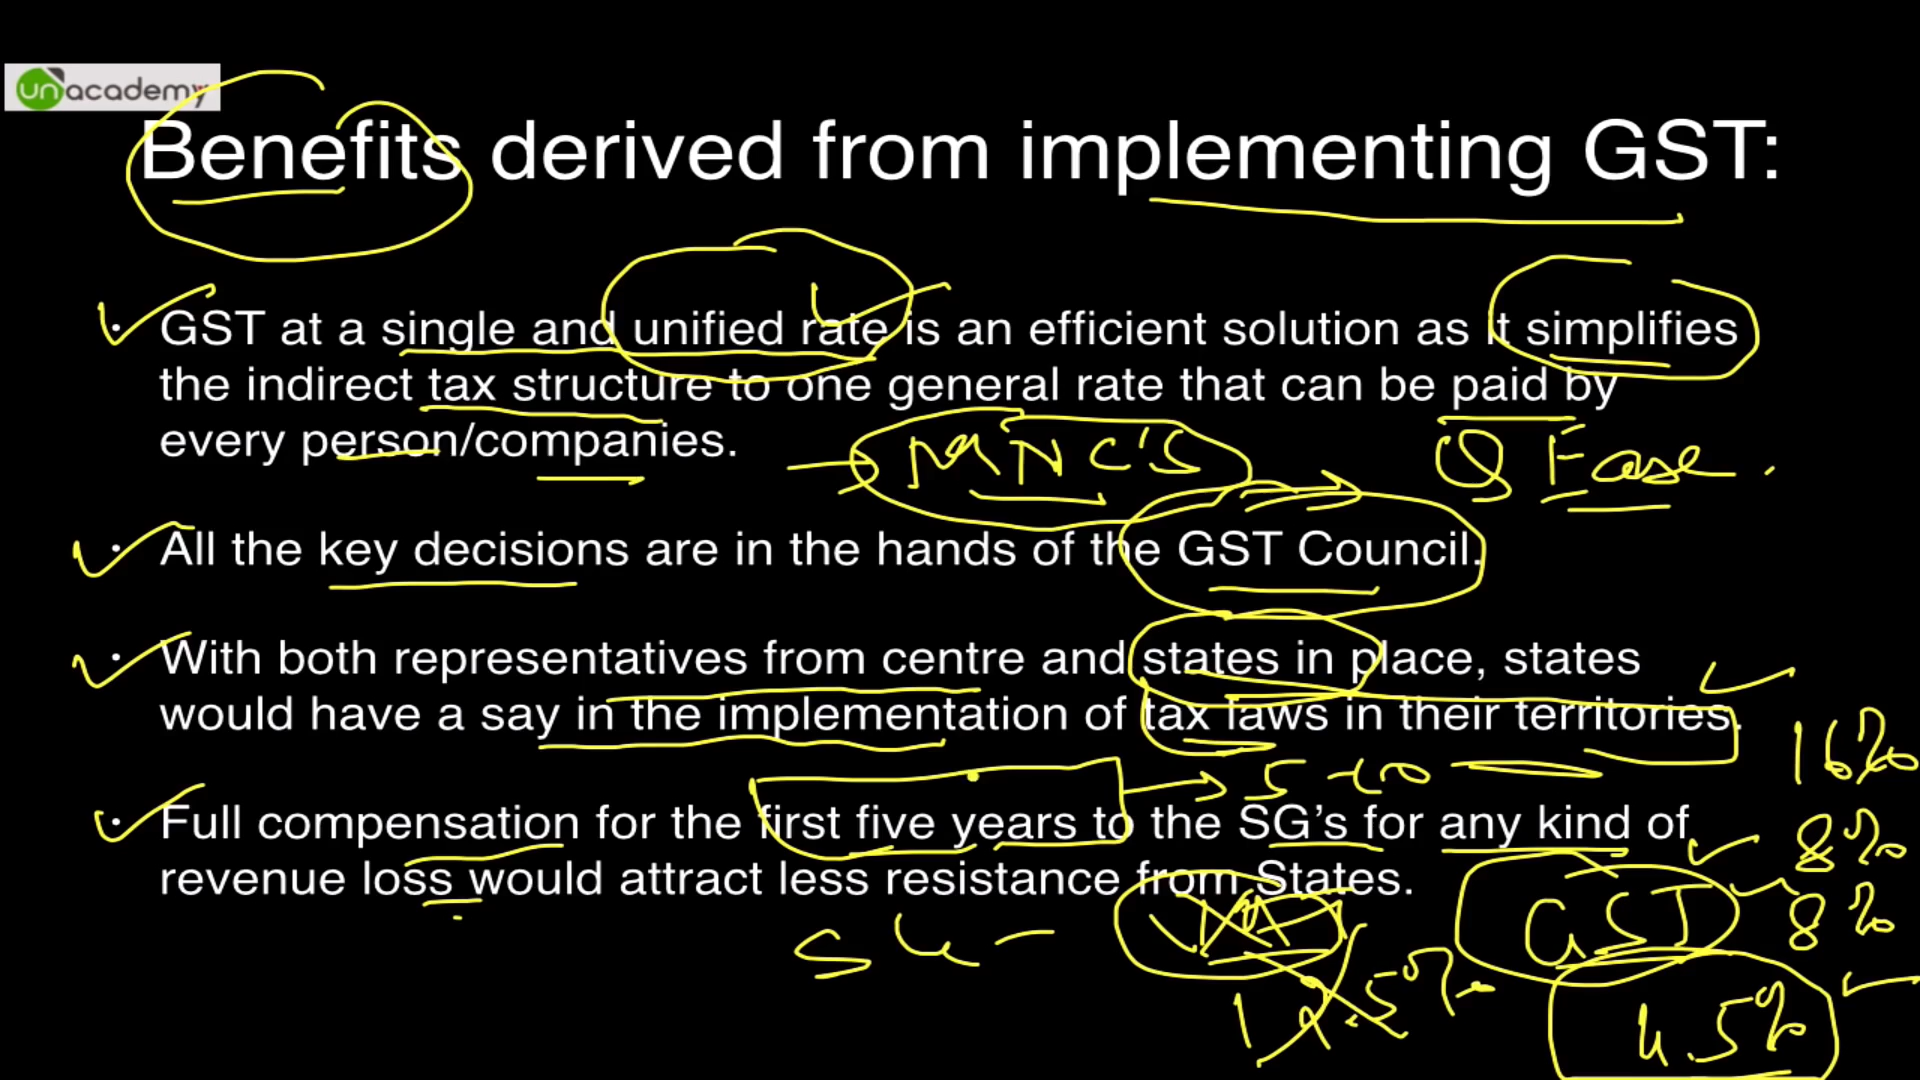 unacademy
Benefits derived from implementing GST:
• GST at a single and unified rate is an efficient solution as it simplifies
the indirect tax structure to one general rate that can be paid by
every person/companies.
MNC'S
Ease.
• All the key decisions are in the hands of the GST Council.
• With both representatives from centre and states in place, states
would have a say in the implementation of tax laws in their territories.
16%
• Full compensation for the first five years to the SG’s for any kind of
8%
revenue loss would attract less resistance from States.
GST
8%
4.5%